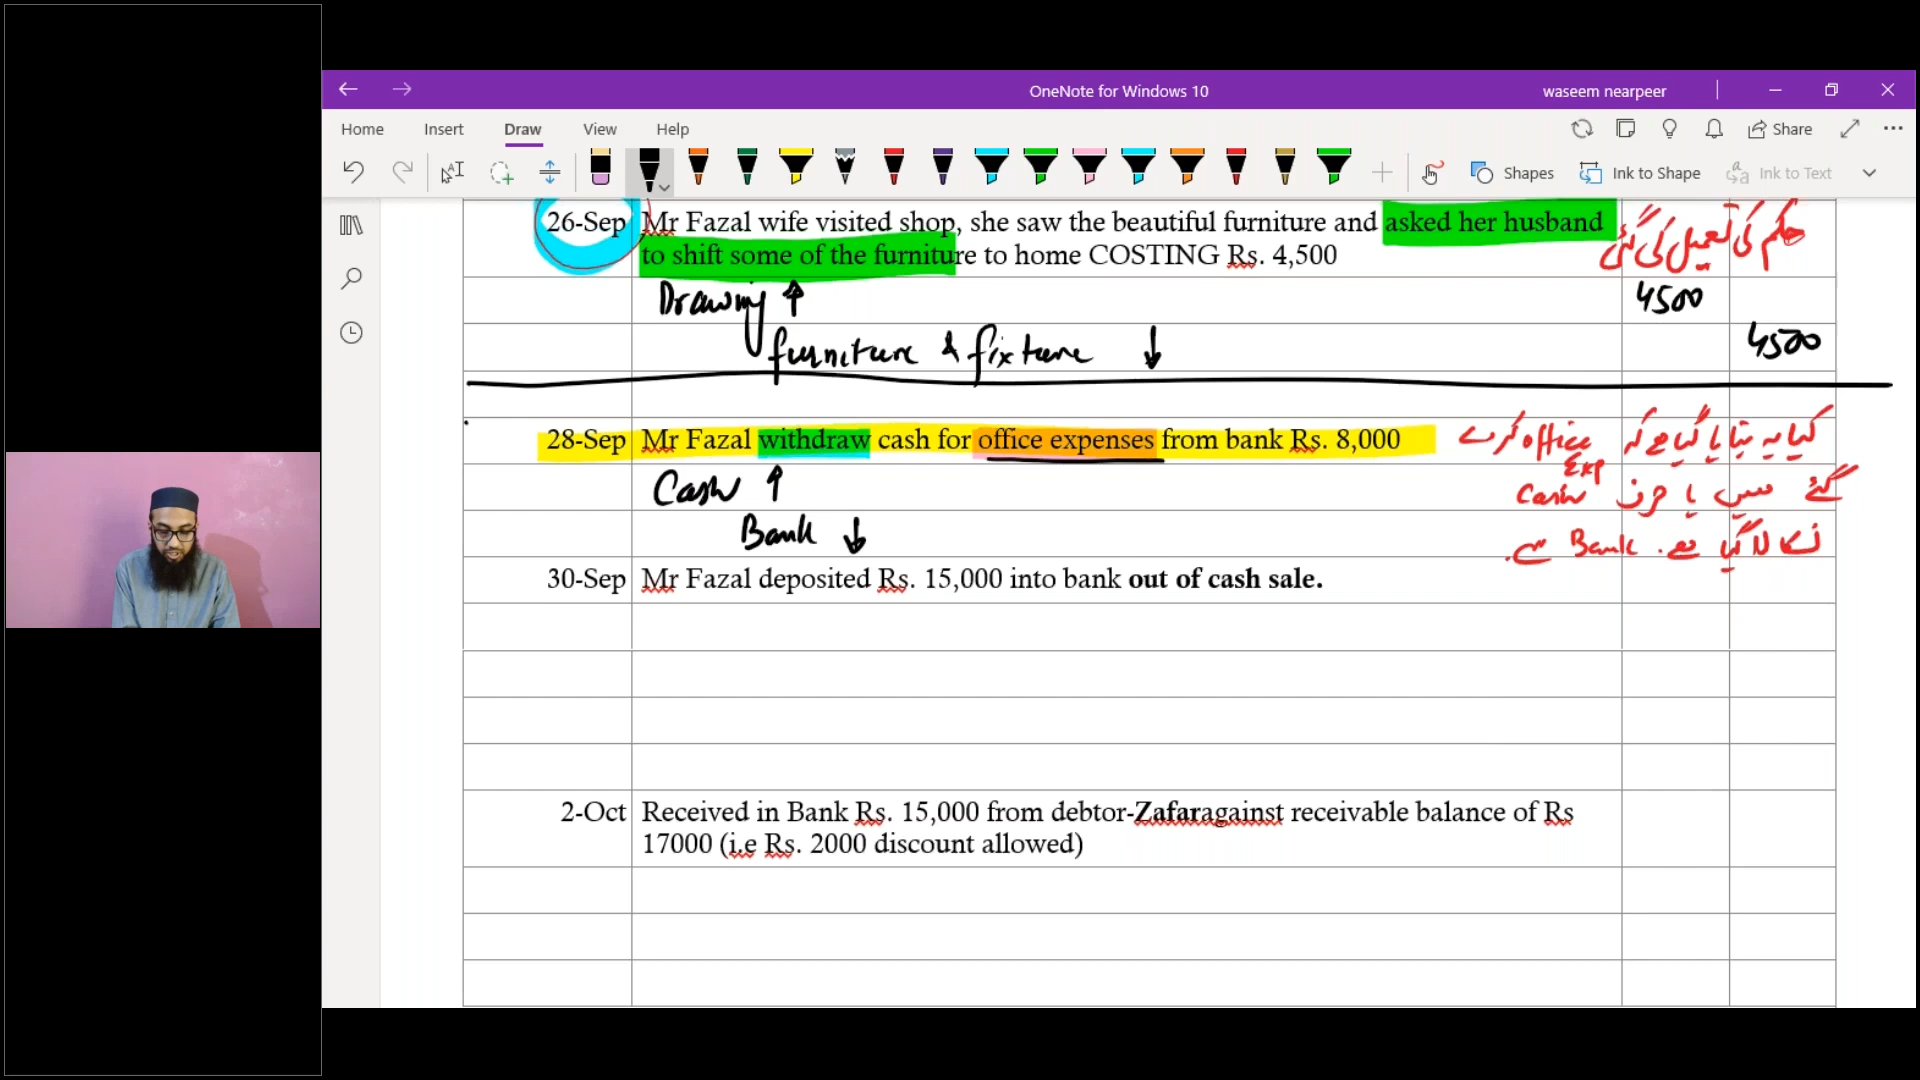 OneNote for Windows 10
waseem nearpeer
Home Insert Draw View Help
Share
Shapes Ink to Shape Ink to Text
26-Sep Mr Fazal wife visited shop, she saw the beautiful furniture and asked her husband
to shift some of the furniture to home COSTING Rs. 4,500
حکم کی تعمیل کی گئی
Drawing ↑ 4500
furniture & fixture ↓ 4500
28-Sep Mr Fazal withdraw cash for office expenses from bank Rs. 8,000
کیا یہ بتایا گیا ہے کہ office Exp کرے
Cash ↑
گئے ہیں یا صرف Cash
Bank ↓
نکالا گیا ہے۔ Bank سے۔
30-Sep Mr Fazal deposited Rs. 15,000 into bank out of cash sale.
2-Oct Received in Bank Rs. 15,000 from debtor-Zafaragainst receivable balance of Rs
17000 (i.e Rs. 2000 discount allowed)